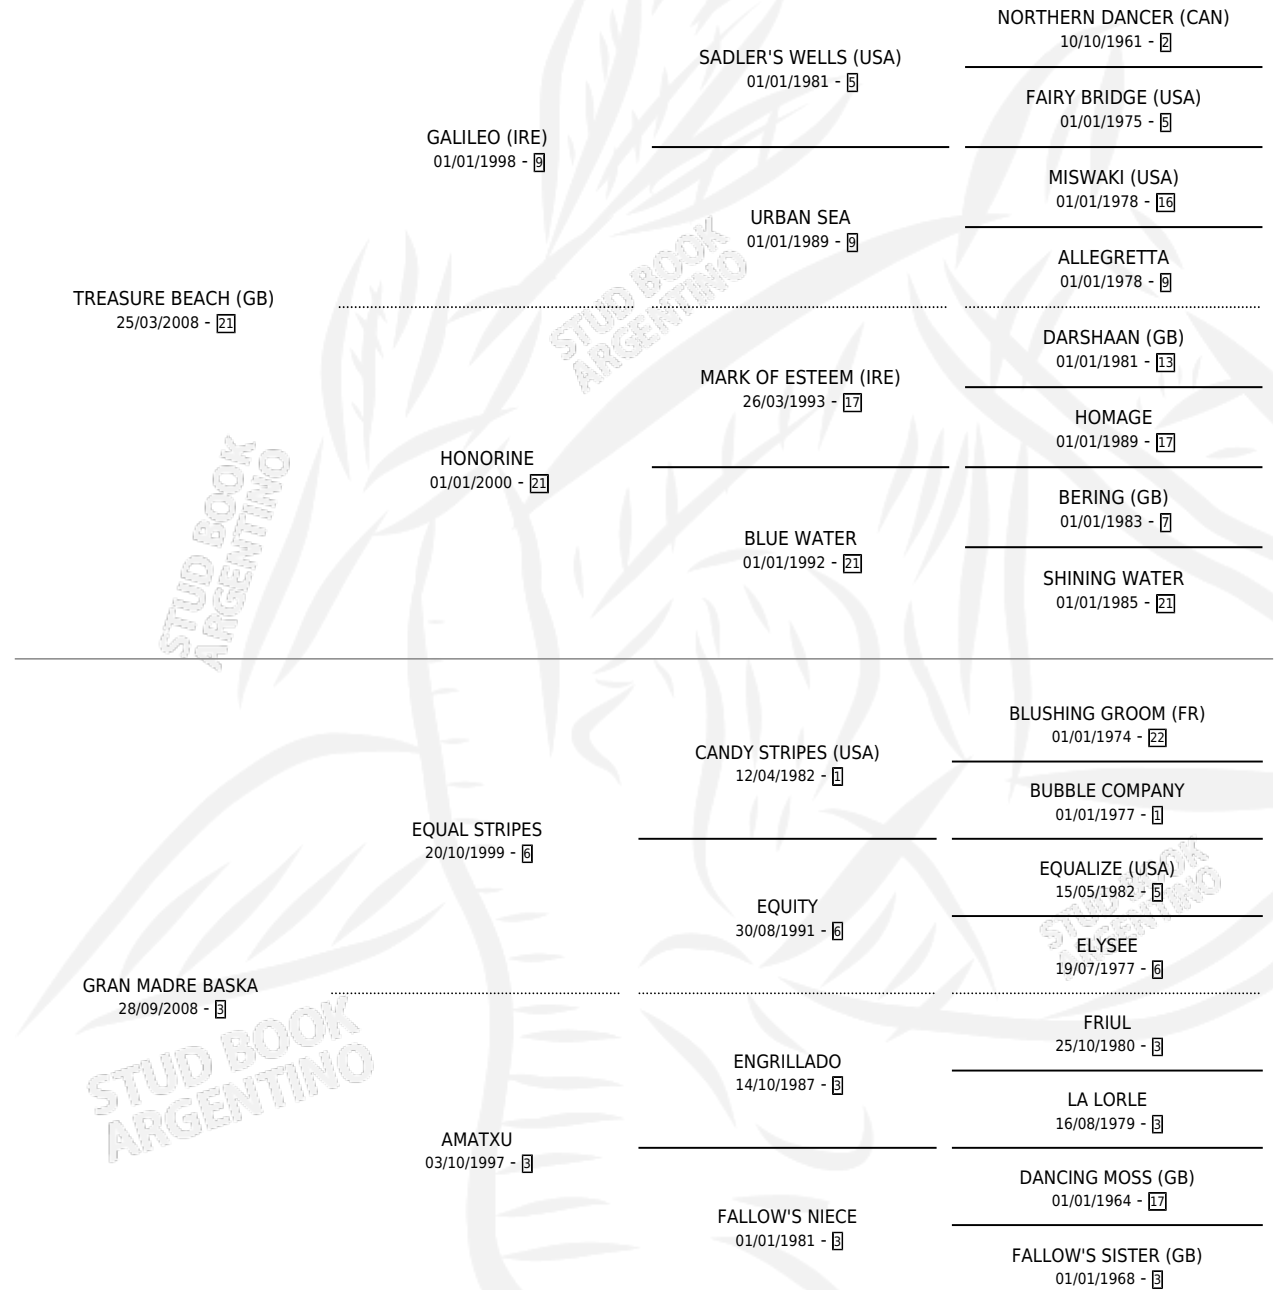 NORTHERN DANCER (CAN)
10/10/1961 - 2
SADLER'S WELLS (USA)
01/01/1981 - 5
FAIRY BRIDGE (USA)
01/01/1975 - 5
GALILEO (IRE)
01/01/1998 - 9
MISWAKI (USA)
01/01/1978 - 16
URBAN SEA
01/01/1989 - 9
ALLEGRETTA
01/01/1978 - 9
STUD BOOK
ARGENTINO
TREASURE BEACH (GB)
25/03/2008 - 21
DARSHAAN (GB)
01/01/1981 - 13
MARK OF ESTEEM (IRE)
26/03/1993 - 17
HOMAGE
01/01/1989 - 17
HONORINE
01/01/2000 - 21
STUD BOOK
ARGENTINO
BERING (GB)
01/01/1983 - 7
BLUE WATER
01/01/1992 - 21
SHINING WATER
01/01/1985 - 21
BLUSHING GROOM (FR)
01/01/1974 - 22
CANDY STRIPES (USA)
12/04/1982 - 1
BUBBLE COMPANY
01/01/1977 - 1
EQUAL STRIPES
20/10/1999 - 6
EQUALIZE (USA)
15/05/1982 - 5
STUD BOOK
ARGENTINO
EQUITY
30/08/1991 - 6
ELYSEE
19/07/1977 - 6
GRAN MADRE BASKA
28/09/2008 - 3
STUD BOOK
ARGENTINO
FRIUL
25/10/1980 - 3
ENGRILLADO
14/10/1987 - 3
LA LORLE
16/08/1979 - 3
AMATXU
03/10/1997 - 3
DANCING MOSS (GB)
01/01/1964 - 17
FALLOW'S NIECE
01/01/1981 - 3
FALLOW'S SISTER (GB)
01/01/1968 - 3